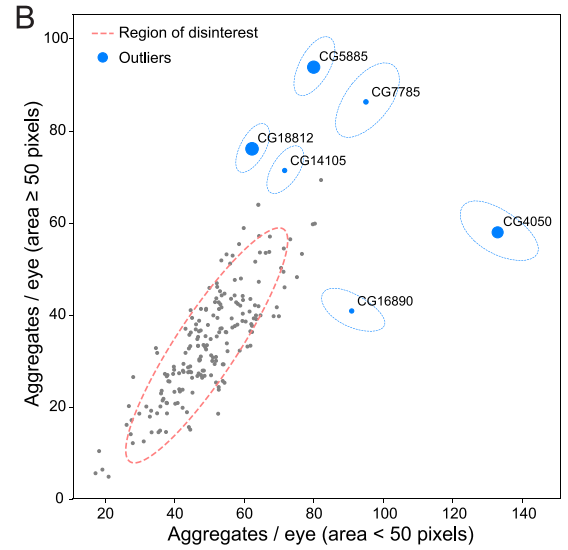 B
Region of disinterest
Outliers
CG5885
CG7785
CG18812
CG14105
CG4050
CG16890
Aggregates / eye (area ≥ 50 pixels)
100
80
60
40
20
0
20 40 60 80 100 120 140
Aggregates / eye (area < 50 pixels)